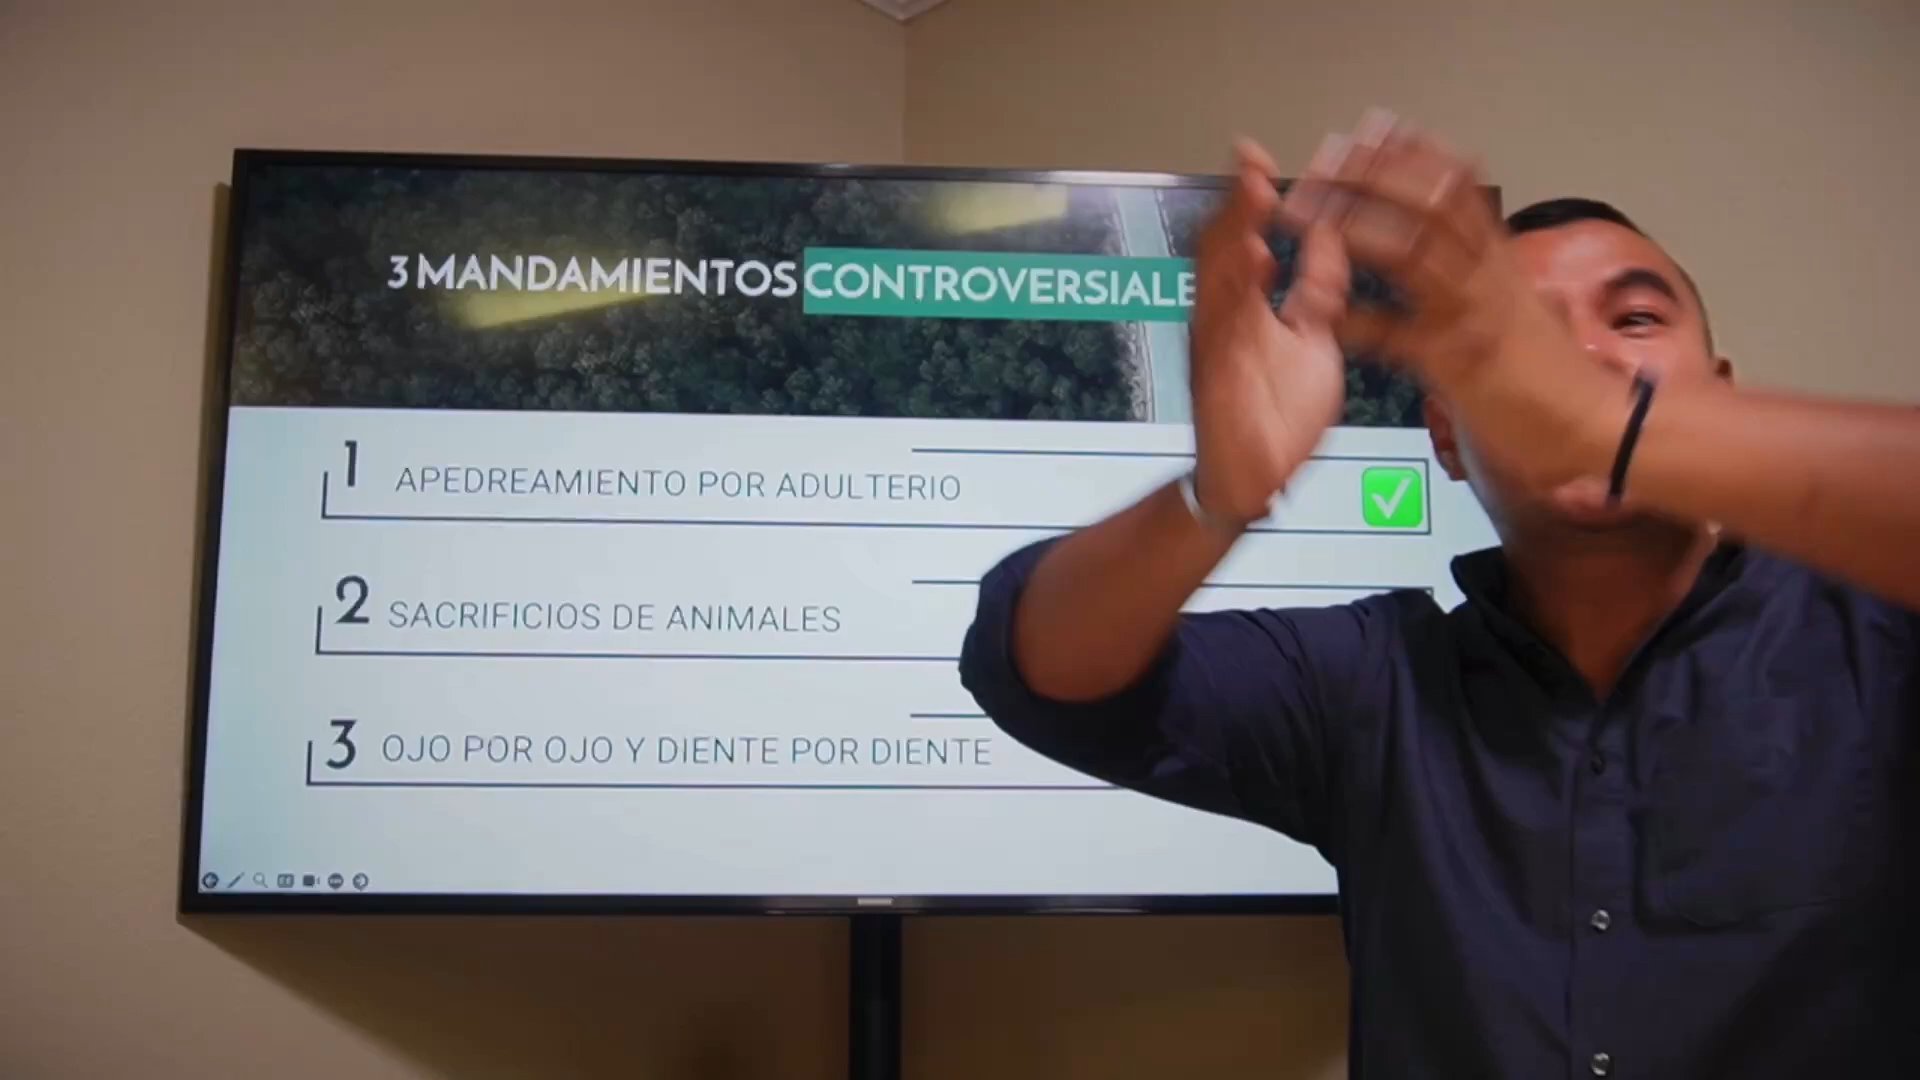 3 MANDAMIENTOS CONTROVERSIALE
1 APEDREAMIENTO POR ADULTERIO
2 SACRIFICIOS DE ANIMALES
3 OJO POR OJO Y DIENTE POR DIENTE